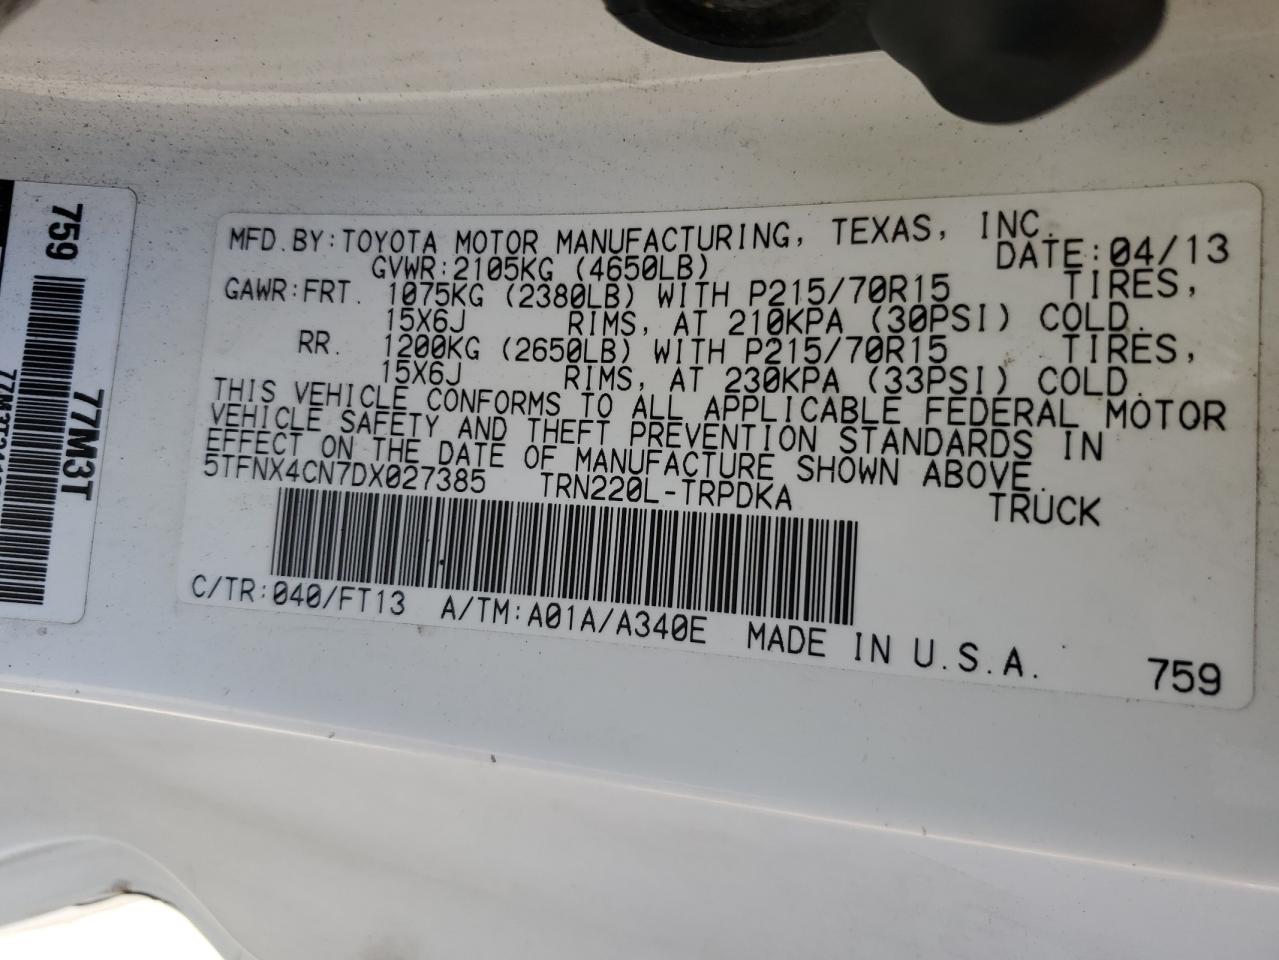 MFD.BY:TOYOTA MOTOR MANUFACTURING, TEXAS, INC.
GVWR:2105KG (4650LB) DATE:04/13
GAWR:FRT. 1075KG (2380LB) WITH P215/70R15 TIRES,
15X6J RIMS, AT 210KPA (30PSI) COLD.
RR. 1200KG (2650LB) WITH P215/70R15 TIRES,
15X6J RIMS, AT 230KPA (33PSI) COLD.
THIS VEHICLE CONFORMS TO ALL APPLICABLE FEDERAL MOTOR
VEHICLE SAFETY AND THEFT PREVENTION STANDARDS IN
EFFECT ON THE DATE OF MANUFACTURE SHOWN ABOVE.
5TFNX4CN7DX027385 TRN220L-TRPDKA TRUCK
C/TR:040/FT13 A/TM:A01A/A340E MADE IN U.S.A. 759
759
77M3T